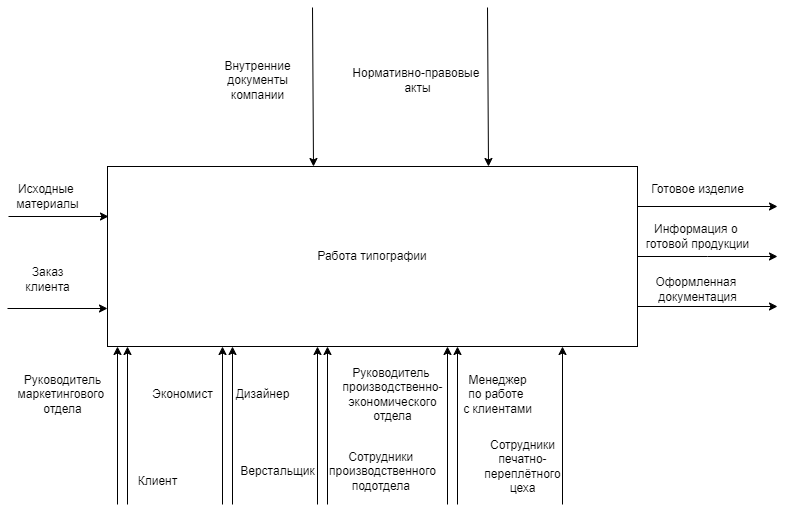 Внутренние
документы
компании
Нормативно-правовые
акты
Исходные
материалы
Заказ
клиента
Работа типографии
Готовое изделие
Информация о
готовой продукции
Оформленная
документация
Руководитель
маркетингового
отдела
Клиент
Экономист
Дизайнер
Верстальщик
Руководитель
производственно-
экономического
отдела
Сотрудники
производственного
подотдела
Менеджер
по работе
с клиентами
Сотрудники
печатно-
переплётного
цеха